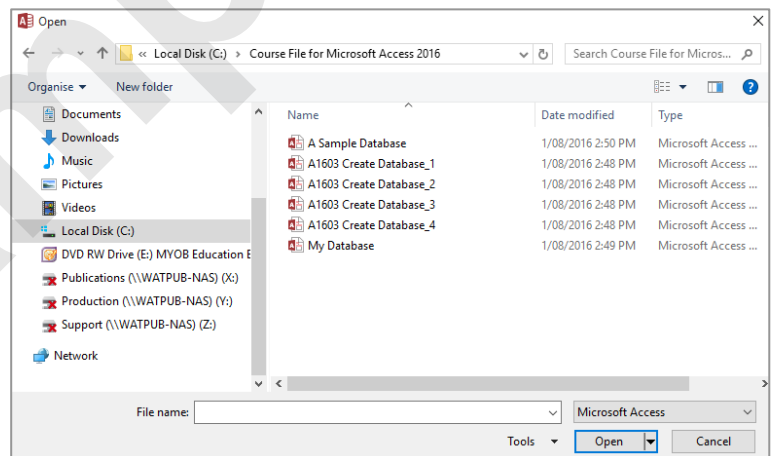 Open
« Local Disk (C:) › Course File for Microsoft Access 2016
Search Course File for Micros...
Organise
New folder
Documents
Downloads
Music
Pictures
Videos
Local Disk (C:)
DVD RW Drive (E:) MYOB Education E
Publications (\\WATPUB-NAS) (X:)
Production (\\WATPUB-NAS) (Y:)
Support (\\WATPUB-NAS) (Z:)
Network
Name Date modified Type
A Sample Database 1/08/2016 2:50 PM Microsoft Access ...
A1603 Create Database_1 1/08/2016 2:48 PM Microsoft Access ...
A1603 Create Database_2 1/08/2016 2:48 PM Microsoft Access ...
A1603 Create Database_3 1/08/2016 2:48 PM Microsoft Access ...
A1603 Create Database_4 1/08/2016 2:48 PM Microsoft Access ...
My Database 1/08/2016 2:49 PM Microsoft Access ...
File name:
Microsoft Access
Tools
Open
Cancel